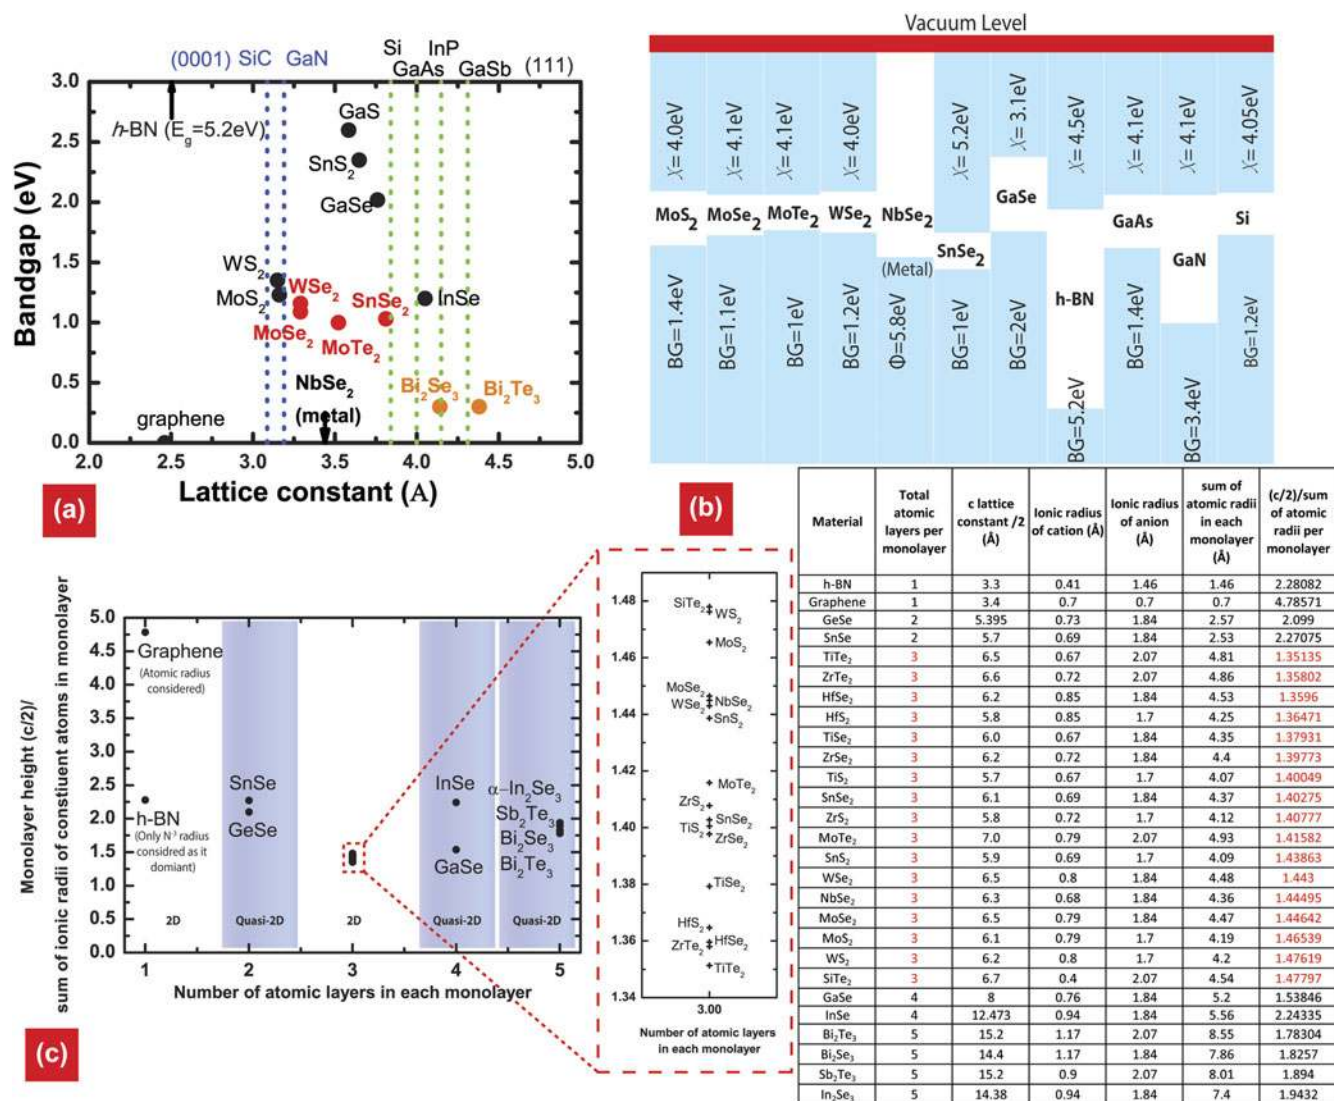 (0001) SiC GaN
Si InP
GaAs GaSb (111)
3.0
2.5
2.0
1.5
1.0
0.5
0.0
Bandgap (eV)
h-BN (Eg=5.2eV)
GaS
SnS2
GaSe
WS2
MoS2
WSe2
MoSe2
SnSe2
MoTe2
InSe
NbSe2
(metal)
Bi2Se3
Bi2Te3
graphene
2.0 2.5 3.0 3.5 4.0 4.5 5.0
Lattice constant (A)
(a)
Vacuum Level
χ= 4.0eV
χ= 4.1eV
χ= 4.1eV
χ= 4.0eV
χ= 5.2eV
χ= 3.1eV
χ= 4.5eV
χ= 4.1eV
χ= 4.1eV
χ= 4.05eV
MoS2 MoSe2 MoTe2 WSe2 NbSe2
(Metal)
SnSe2
GaSe
h-BN
GaAs
GaN
Si
BG=1.4eV
BG=1.1eV
BG=1eV
BG=1.2eV
Φ=5.8eV
BG=1eV
BG=2eV
BG=5.2eV
BG=1.4eV
BG=3.4eV
BG=1.2eV
(b)
Monolayer height (c/2)/
sum of ionic radii of constiuent atoms in monolayer
5.0
4.5
4.0
3.5
3.0
2.5
2.0
1.5
1.0
0.5
0.0
Graphene
(Atomic radius
considered)
h-BN
(Only N-3 radius
considred as it
domiant)
SnSe
GeSe
InSe
GaSe
α-In2Se3
Sb2Te3
Bi2Se3
Bi2Te3
2D Quasi-2D 2D Quasi-2D Quasi-2D
1 2 3 4 5
Number of atomic layers in each monolayer
(c)
1.48
1.46
1.44
1.42
1.40
1.38
1.36
1.34
SiTe2
WS2
MoS2
MoSe2
WSe2
NbSe2
SnS2
MoTe2
ZrS2
SnSe2
TiS2
ZrSe2
TiSe2
HfS2
HfSe2
ZrTe2
TiTe2
3.00
Number of atomic layers
in each monolayer
Material | Total atomic layers per monolayer | c lattice constant /2 (Å) | Ionic radius of cation (Å) | Ionic radius of anion (Å) | sum of atomic radii in each monolayer (Å) | (c/2)/sum of atomic radii per monolayer
h-BN 1 3.3 0.41 1.46 1.46 2.28082
Graphene 1 3.4 0.7 0.7 0.7 4.78571
GeSe 2 5.395 0.73 1.84 2.57 2.099
SnSe 2 5.7 0.69 1.84 2.53 2.27075
TiTe2 3 6.5 0.67 2.07 4.81 1.35135
ZrTe2 3 6.6 0.72 2.07 4.86 1.35802
HfSe2 3 6.2 0.85 1.84 4.53 1.3596
HfS2 3 5.8 0.85 1.7 4.25 1.36471
TiSe2 3 6.0 0.67 1.84 4.35 1.37931
ZrSe2 3 6.2 0.72 1.84 4.4 1.39773
TiS2 3 5.7 0.67 1.7 4.07 1.40049
SnSe2 3 6.1 0.69 1.84 4.37 1.40275
ZrS2 3 5.8 0.72 1.7 4.12 1.40777
MoTe2 3 7.0 0.79 2.07 4.93 1.41582
SnS2 3 5.9 0.69 1.7 4.09 1.43863
WSe2 3 6.5 0.8 1.84 4.48 1.443
NbSe2 3 6.3 0.68 1.84 4.36 1.44495
MoSe2 3 6.5 0.79 1.84 4.47 1.44642
MoS2 3 6.1 0.79 1.7 4.19 1.46539
WS2 3 6.2 0.8 1.7 4.2 1.47619
SiTe2 3 6.7 0.4 2.07 4.54 1.47797
GaSe 4 8 0.76 1.84 5.2 1.53846
InSe 4 12.473 0.94 1.84 5.56 2.24335
Bi2Te3 5 15.2 1.17 2.07 8.55 1.78304
Bi2Se3 5 14.4 1.17 1.84 7.86 1.8257
Sb2Te3 5 15.2 0.9 2.07 8.01 1.894
In2Se3 5 14.38 0.94 1.84 7.4 1.9432